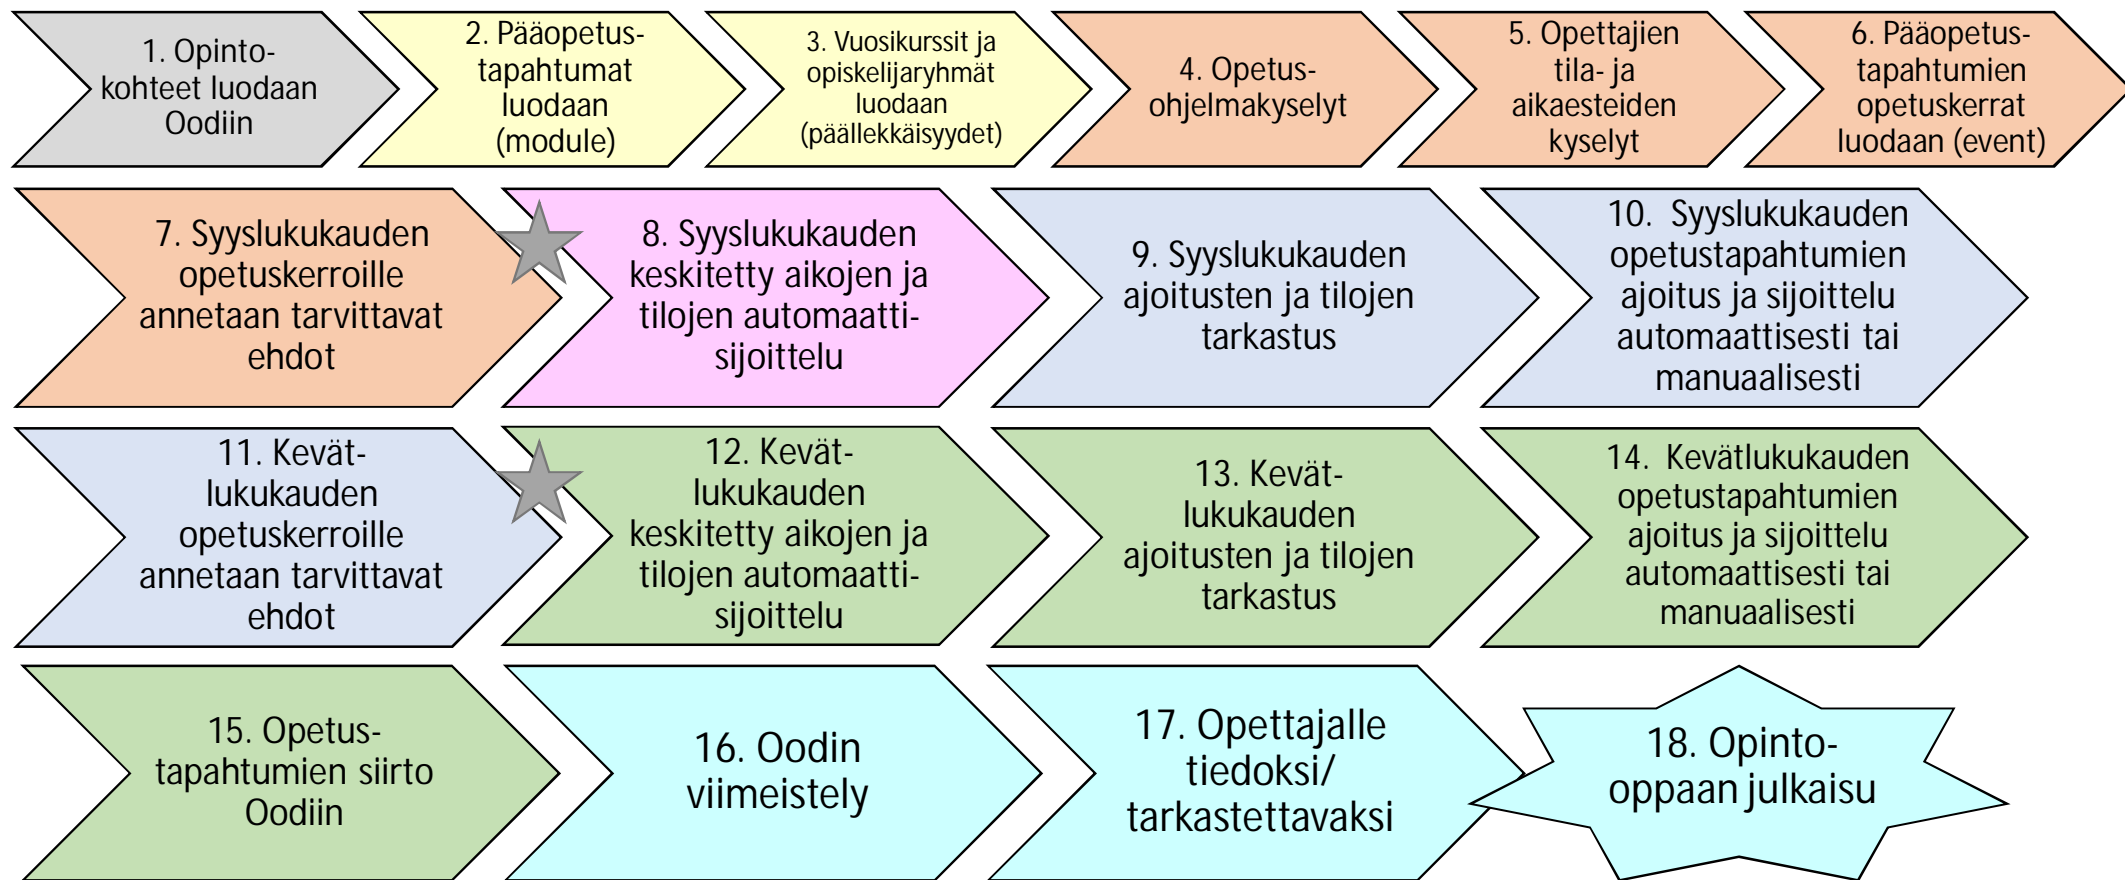 1. Opinto-
kohteet luodaan
Oodiin
2. Pääopetus-
tapahtumat
luodaan
(module)
3. Vuosikurssit ja
opiskelijaryhmät
luodaan
(päällekkäisyydet)
4. Opetus-
ohjelmakyselyt
5. Opettajien
tila- ja
aikaesteiden
kyselyt
6. Pääopetus-
tapahtumien
opetuskerrat
luodaan (event)
7. Syyslukukauden
opetuskerroille
annetaan tarvittavat
ehdot
8. Syyslukukauden
keskitetty aikojen ja
tilojen automaatti-
sijoittelu
9. Syyslukukauden
ajoitusten ja tilojen
tarkastus
10. Syyslukukauden
opetustapahtumien
ajoitus ja sijoittelu
automaattisesti tai
manuaalisesti
11. Kevät-
lukukauden
opetuskerroille
annetaan tarvittavat
ehdot
12. Kevät-
lukukauden
keskitetty aikojen ja
tilojen automaatti-
sijoittelu
13. Kevät-
lukukauden
ajoitusten ja tilojen
tarkastus
14. Kevätlukukauden
opetustapahtumien
ajoitus ja sijoittelu
automaattisesti tai
manuaalisesti
15. Opetus-
tapahtumien siirto
Oodiin
16. Oodin
viimeistely
17. Opettajalle
tiedoksi/
tarkastettavaksi
18. Opinto-
oppaan julkaisu